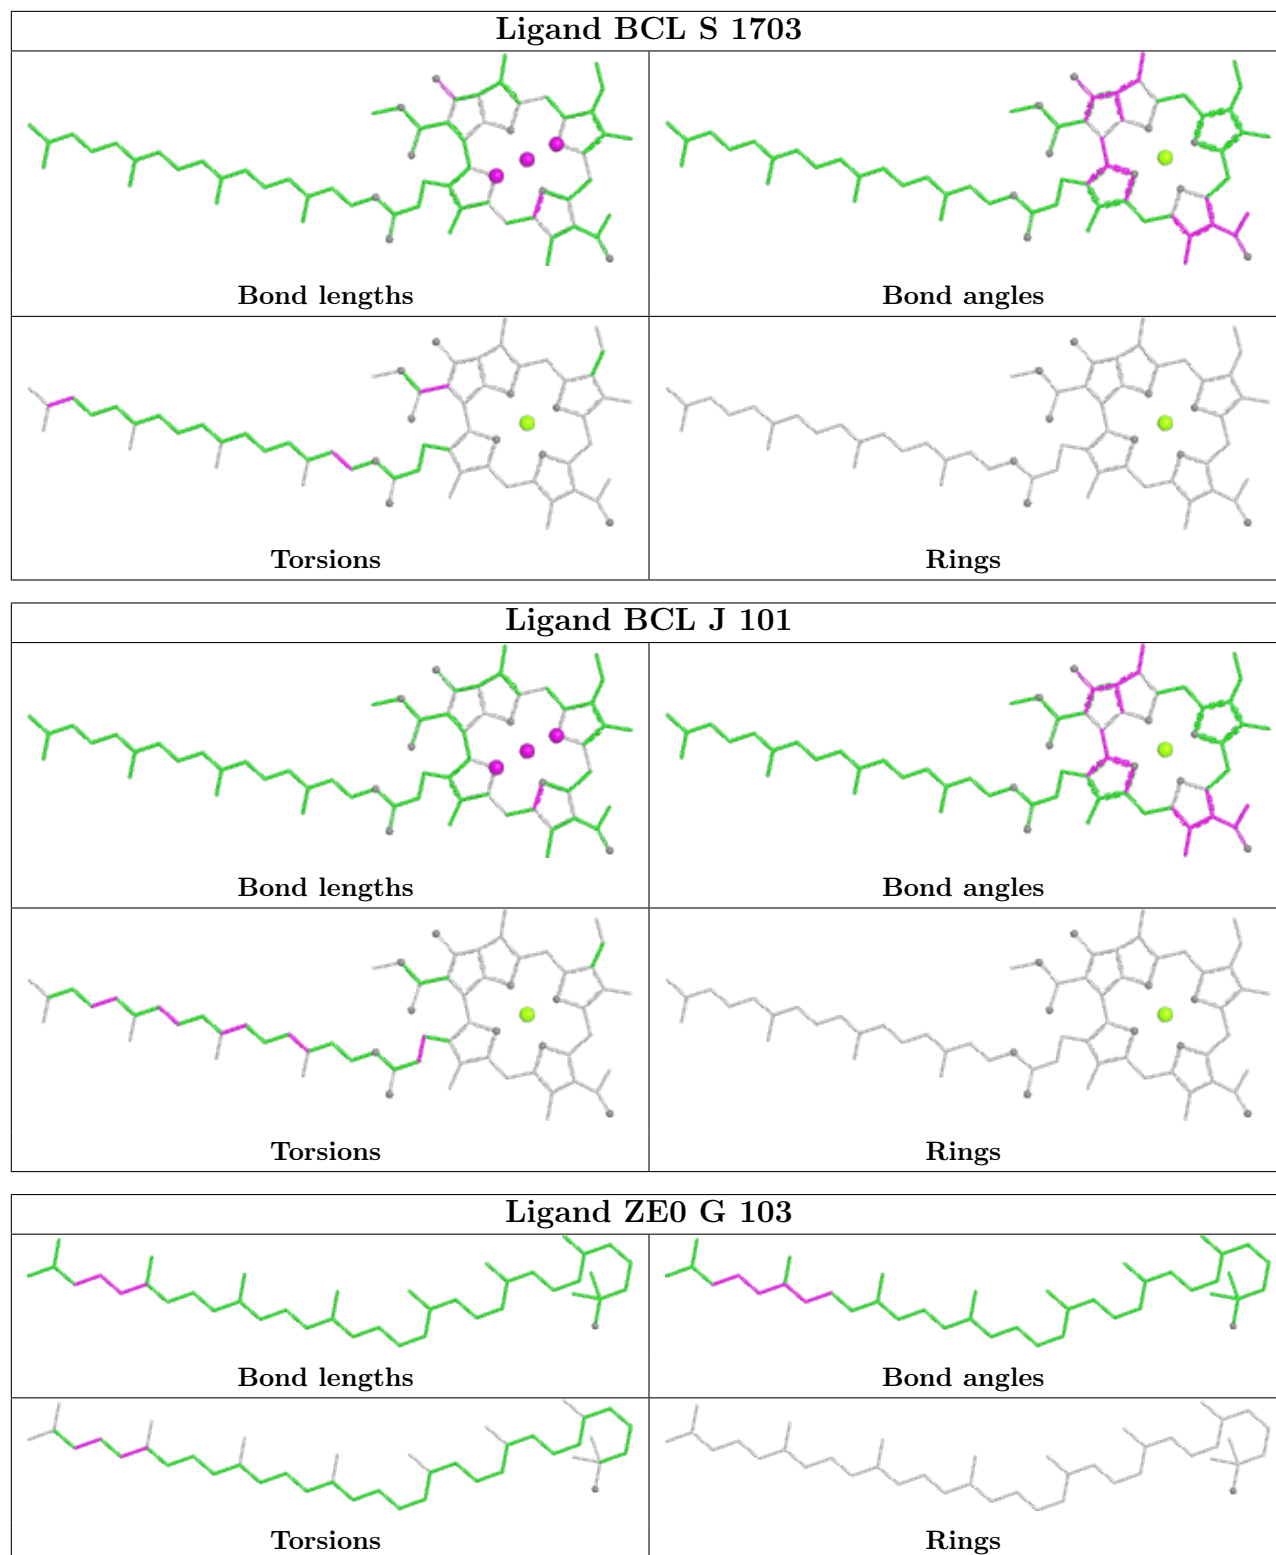 Ligand BCL S 1703
Bond lengths
Bond angles
Torsions
Rings
Ligand BCL J 101
Bond lengths
Bond angles
Torsions
Rings
Ligand ZE0 G 103
Bond lengths
Bond angles
Torsions
Rings